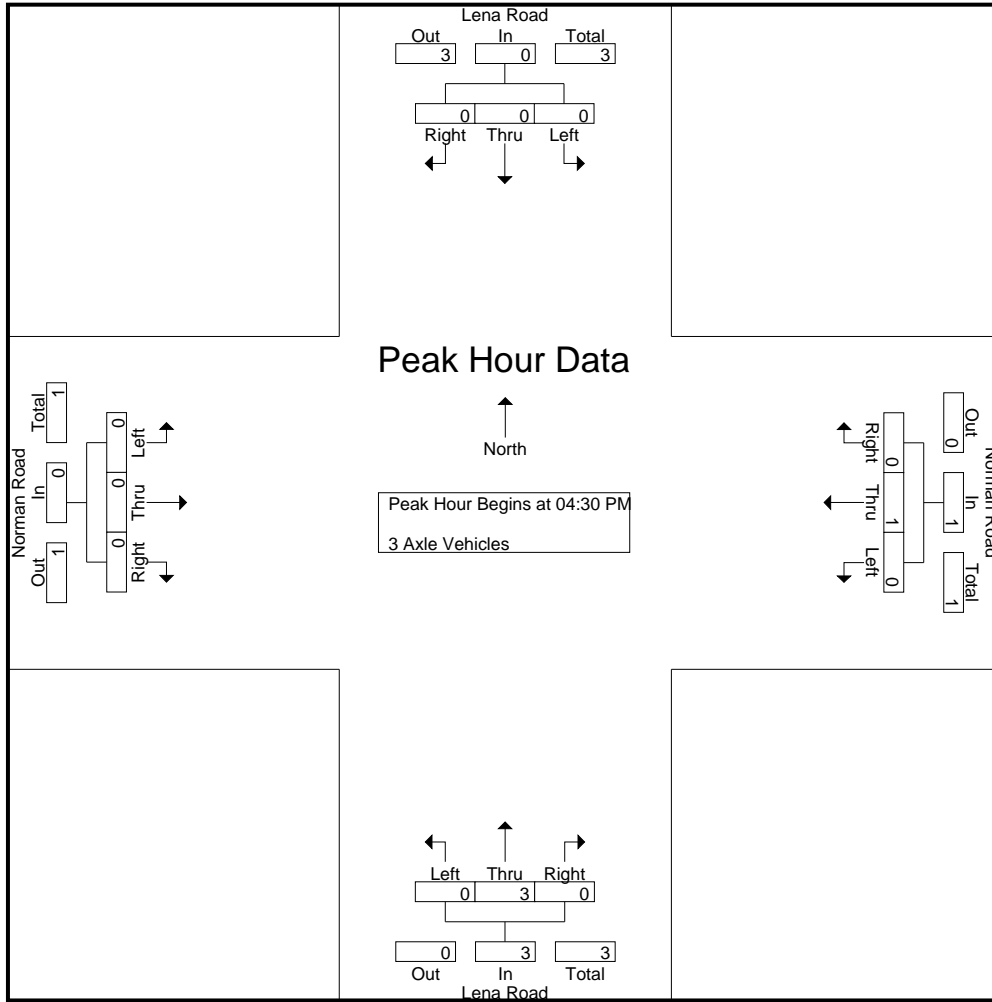 Lena Road
Out In Total
3 0 3
0 0 0
Right Thru Left
Peak Hour Data
North
Peak Hour Begins at 04:30 PM
3 Axle Vehicles
Norman Road
Out In Total
1 0 1
0 0 0
Right Thru Left
Norman Road
Out In Total
0 1 1
0 1 0
Right Thru Left
Left Thru Right
0 3 0
0 3 3
Out In Total
Lena Road